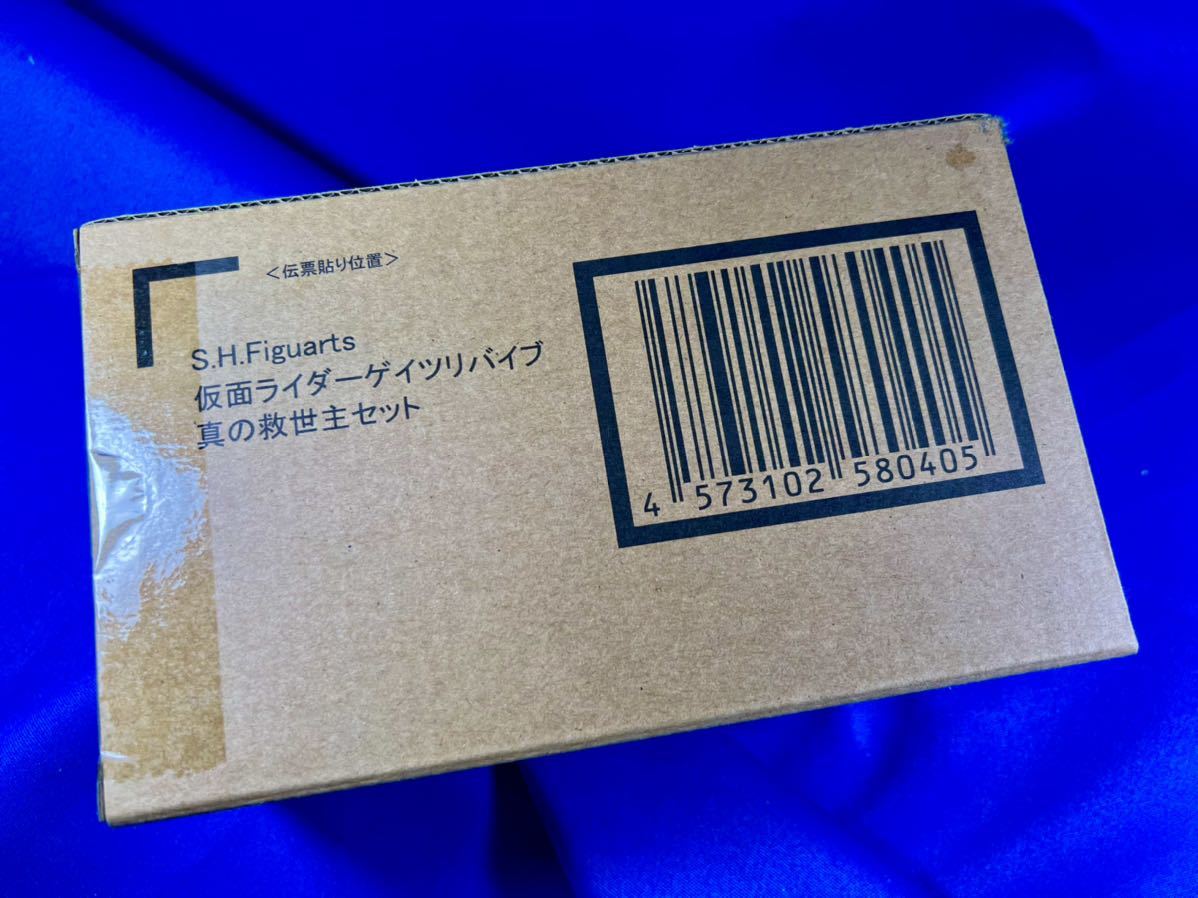 <伝票貼り位置>
S.H.Figuarts
仮面ライダーゲイツリバイブ
真の救世主セット
4 573102 580405